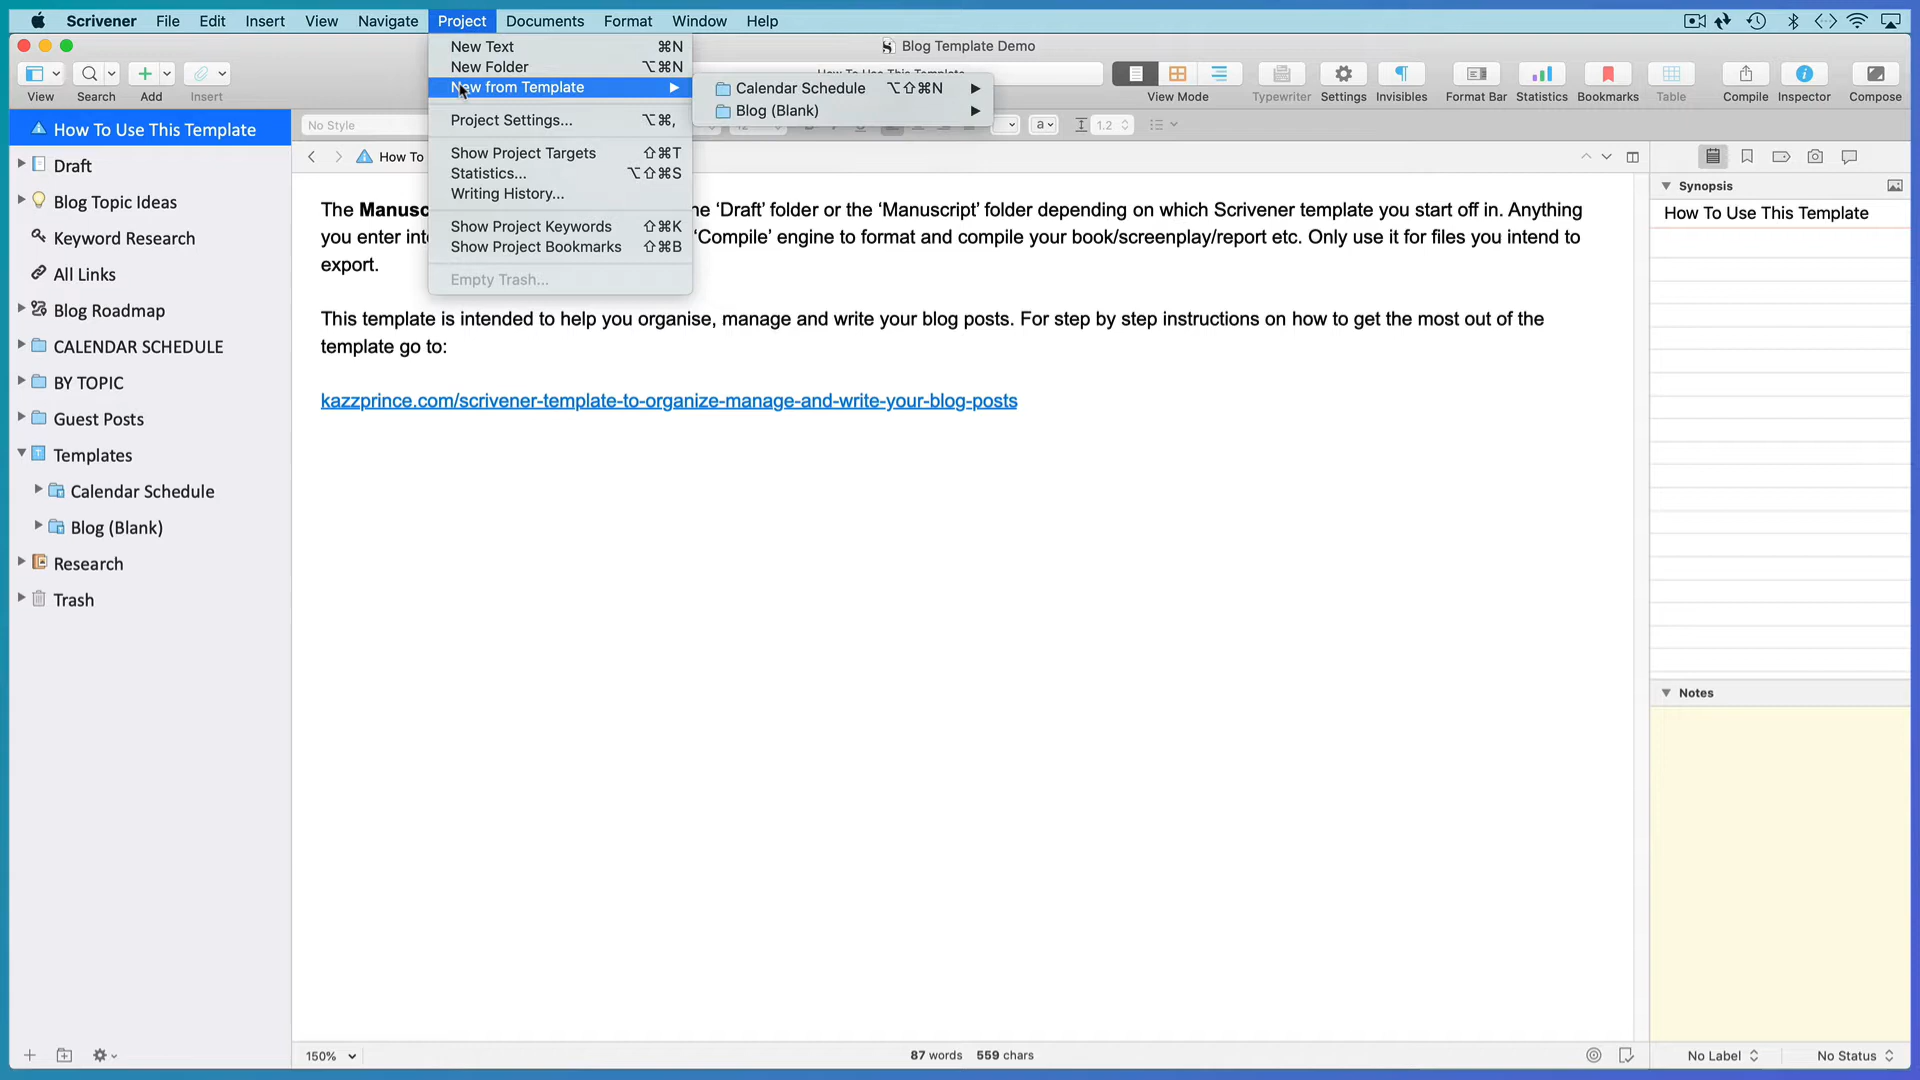 Scrivener File Edit Insert View Navigate Project Documents Format Window Help
Blog Template Demo
New Text ⌘N
New Folder ⌥⌘N
New from Template
Calendar Schedule ⌥⇧⌘N
Blog (Blank)
Project Settings... ⌥⌘,
Show Project Targets ⇧⌘T
Statistics... ⌥⇧⌘S
Writing History...
Show Project Keywords ⇧⌘K
Show Project Bookmarks ⇧⌘B
Empty Trash...
View Search Add Insert
View Mode Typewriter Settings Invisibles Format Bar Statistics Bookmarks Table Compile Inspector Compose
No Style
a
1.2
How To Use This Template
Draft
Blog Topic Ideas
Keyword Research
All Links
Blog Roadmap
CALENDAR SCHEDULE
BY TOPIC
Guest Posts
Templates
Calendar Schedule
Blog (Blank)
Research
Trash
How To
The Manusc ne ‘Draft’ folder or the ‘Manuscript’ folder depending on which Scrivener template you start off in. Anything
you enter int ‘Compile’ engine to format and compile your book/screenplay/report etc. Only use it for files you intend to
export.
This template is intended to help you organise, manage and write your blog posts. For step by step instructions on how to get the most out of the
template go to:
kazzprince.com/scrivener-template-to-organize-manage-and-write-your-blog-posts
Synopsis
How To Use This Template
Notes
150%
87 words 559 chars
No Label
No Status